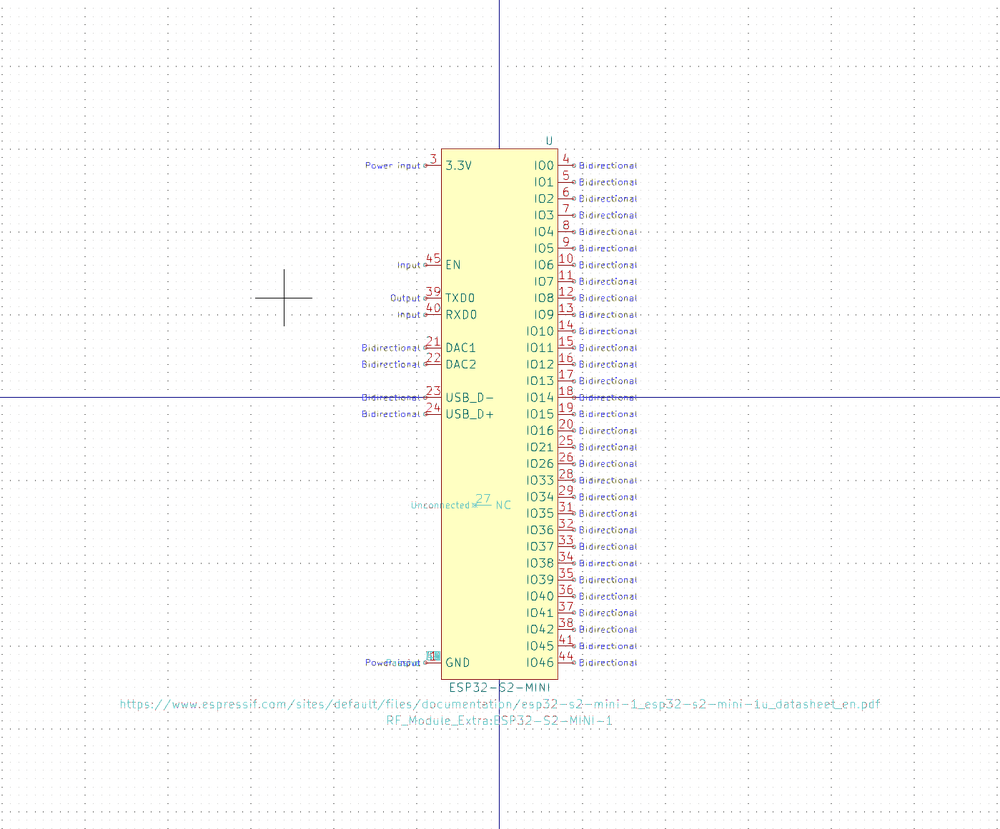 U
Power input 3 3.3V IO0 4 Bidirectional
IO1 5 Bidirectional
IO2 6 Bidirectional
IO3 7 Bidirectional
IO4 8 Bidirectional
IO5 9 Bidirectional
Input 45 EN IO6 10 Bidirectional
IO7 11 Bidirectional
Output 39 TXD0 IO8 12 Bidirectional
Input 40 RXD0 IO9 13 Bidirectional
IO10 14 Bidirectional
Bidirectional 21 DAC1 IO11 15 Bidirectional
Bidirectional 22 DAC2 IO12 16 Bidirectional
IO13 17 Bidirectional
Bidirectional 23 USB_D- IO14 18 Bidirectional
Bidirectional 24 USB_D+ IO15 19 Bidirectional
IO16 20 Bidirectional
IO21 25 Bidirectional
IO26 26 Bidirectional
IO33 28 Bidirectional
IO34 29 Bidirectional
Unconnected 27 NC
IO35 31 Bidirectional
IO36 32 Bidirectional
IO37 33 Bidirectional
IO38 34 Bidirectional
IO39 35 Bidirectional
IO40 36 Bidirectional
IO41 37 Bidirectional
IO42 38 Bidirectional
IO45 41 Bidirectional
Power input GND IO46 44 Bidirectional
ESP32-S2-MINI
https://www.espressif.com/sites/default/files/documentation/esp32-s2-mini-1_esp32-s2-mini-1u_datasheet_en.pdf
RF_Module_Extra:ESP32-S2-MINI-1